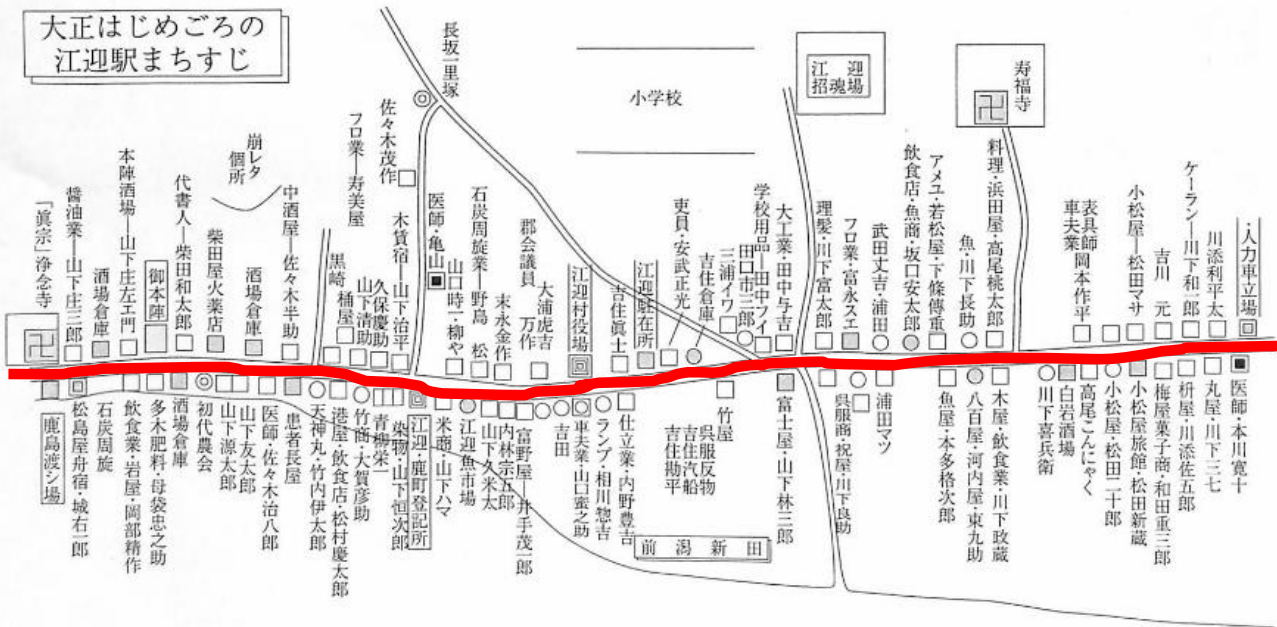 大正はじめごろの
江迎駅まちすじ
長坂一里塚
小学校
江迎
招魂場
寿福寺
「眞宗」浄念寺
醤油業―山下庄三郎
酒場倉庫
本陣酒場―山下庄左エ門
御本陣
代書人―柴田和太郎
柴田屋火薬店
崩レタ
個所
酒場倉庫
中酒屋―佐々木半助
フロ業―寿美屋
黒崎
桶屋
山下清助
久保慶助
佐々木茂作
木賃宿―山下治平
医師・亀山
山口時一・柳や
石炭周旋業―野島 松
末永金作
郡会議員 万作
大浦虎吉
江迎村役場
吉住眞士
江迎駐在所
吏員・安武正光
吉住倉庫
三浦イワ
田口市三郎
学校用品―田中フイ
大工業・田中与吉
理髪・川下富太郎
フロ業・富永スエ
武田丈吉・浦田
飲食店・魚商・坂口安太郎
アメユ・若松屋・下條傳重
魚・川下長助
料理・浜田屋・高尾桃太郎
表具師
車夫業 岡本作平
小松屋―松田マサ
吉川 元
ケーラン―川下和一郎
川添利平太
・人力車立場
鹿島渡シ場
松島屋舟宿・城右一郎
石炭周旋
飲食業・岩屋・岡部精作
多木肥料・母袋忠之助
酒場倉庫
初代農会
山下源太郎
山下友太郎
医師・佐々木治八郎
患者長屋
天神丸・竹内伊太郎
港屋・飲食店・松村慶太郎
竹商・大賀彦助
青柳栄一
染物・山下恒次郎
江迎・鹿町登記所
米商・山下ハマ
江迎魚市場
山下久米太
内林宗五郎
富野屋―井手茂一郎
吉田
車夫業・山口蜜之助
ランプ・相川惣吉
仕立業・内野豊吉
吉住勘平
吉住汽船
呉服反物
竹屋
前潟新田
富士屋・山下林三郎
呉服商・祝屋・川下良助
浦田マツ
魚屋・本多格次郎
八百屋・河内屋・東九助
木屋・飲食業・川下政蔵
川下喜兵衛
白岩酒場
高尾こんにゃく
小松屋・松田二十郎
小松屋旅館・松田新蔵
梅屋菓子商・和田重三郎
枡屋・川添佐五郎
丸屋・川下三七
医師・本川寛十